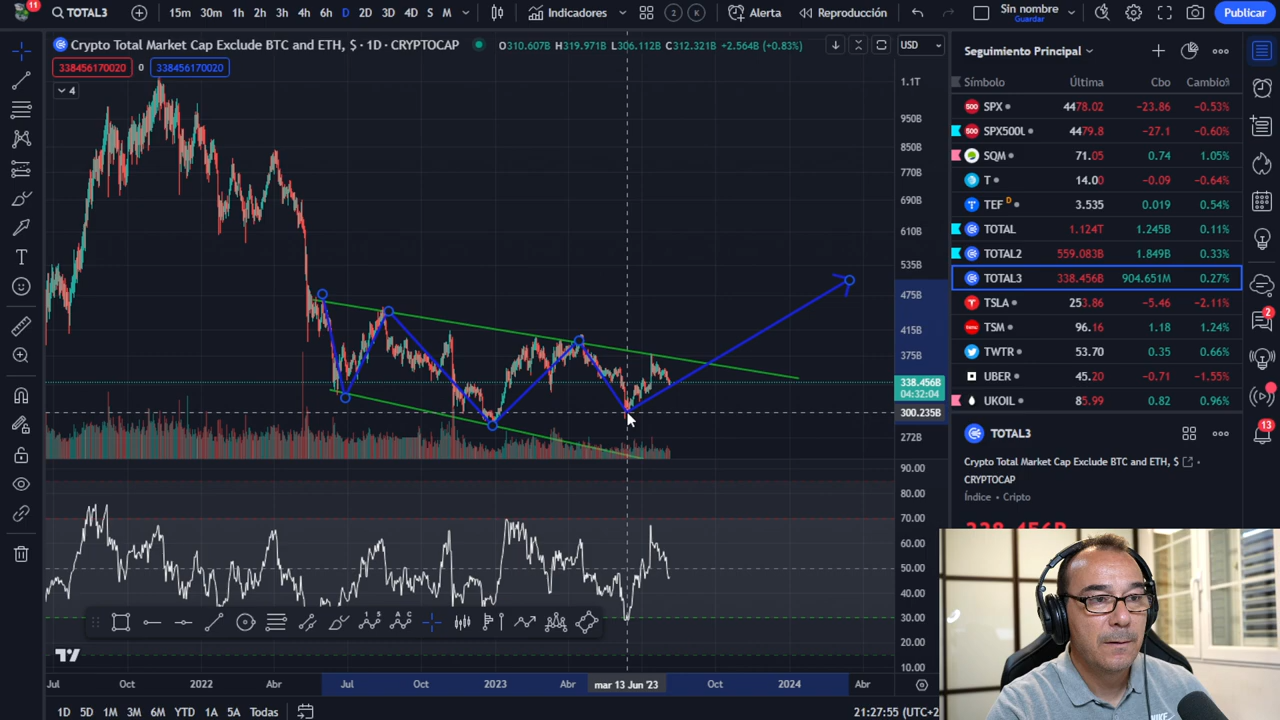 11
TOTAL3
15m 30m 1h 2h 3h 4h 6h D 2D 3D 4D S M
Indicadores
2
K
Alerta
Reproducción
Sin nombre
Guardar
Publicar
Crypto Total Market Cap Exclude BTC and ETH, $ · 1D · CRYPTOCAP
O310.607B H319.971B L306.112B C312.321B +2.564B (+0.83%)
USD
338456170020 0 338456170020
4
1.1T
950B
850B
770B
690B
610B
535B
475B
415B
375B
338.456B
04:32:04
300.235B
272B
90.00
80.00
70.00
60.00
50.00
40.00
30.00
20.00
10.00
Jul Oct 2022 Abr Jul Oct 2023 Abr mar 13 Jun '23 Oct 2024 Abr
1D 5D 1M 3M 6M YTD 1A 5A Todas
21:27:55 (UTC+2
Seguimiento Principal
Símbolo Última Cbo Cambio%
500 SPX 4478.02 −23.86 −0.53%
500 SPX500L 4479.8 −27.1 −0.60%
SQM 71.05 0.74 1.05%
T 14.00 −0.09 −0.64%
TEF D 3.535 0.019 0.54%
TOTAL 1.124T 1.245B 0.11%
TOTAL2 559.083B 1.849B 0.33%
TOTAL3 338.456B 904.651M 0.27%
TSLA 253.86 −5.46 −2.11%
TSM 96.16 1.18 1.24%
TWTR 53.70 0.35 0.66%
UBER 45.20 −0.71 −1.55%
UKOIL 85.99 0.82 0.96%
TOTAL3
Crypto Total Market Cap Exclude BTC and ETH, $
CRYPTOCAP
Índice · Cripto
338.456B
2
13
NIKE